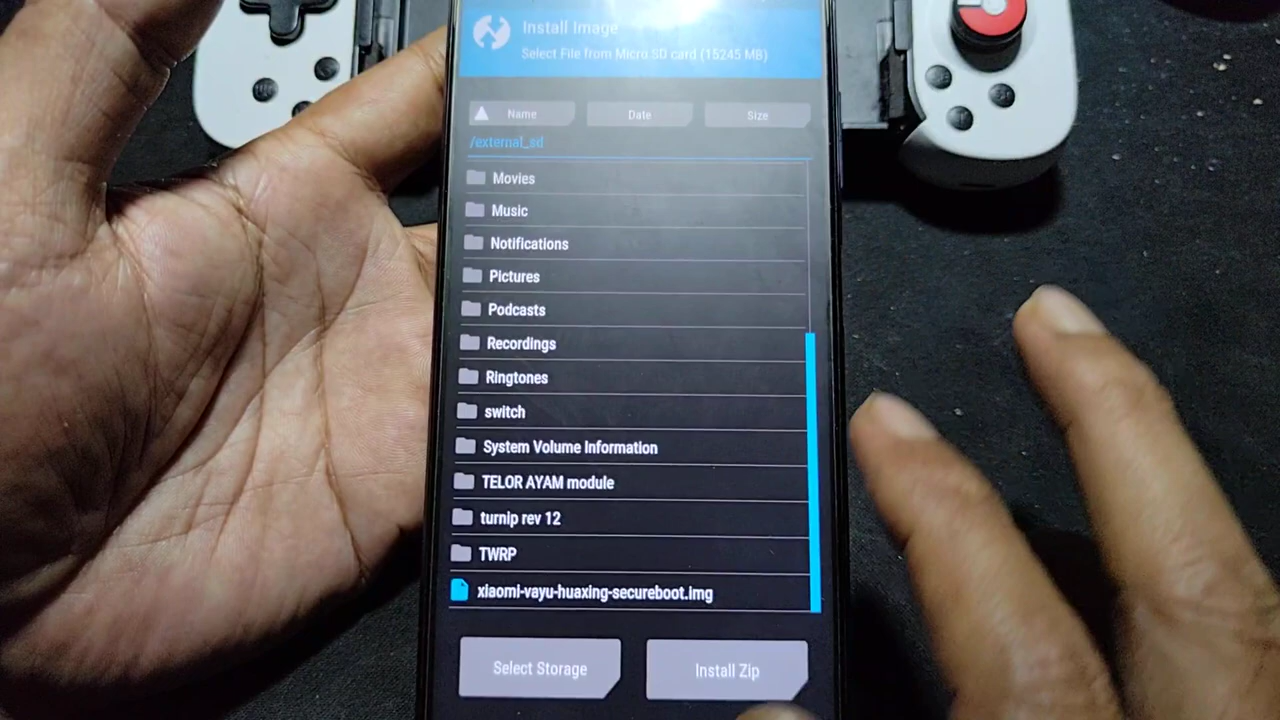 Install Image
Select File from Micro SD card (15245 MB)
Name Date Size
/external_sd
Movies
Music
Notifications
Pictures
Podcasts
Recordings
Ringtones
switch
System Volume Information
TELOR AYAM module
turnip rev 12
TWRP
xiaomi-vayu-huaxing-secureboot.img
Select Storage Install Zip